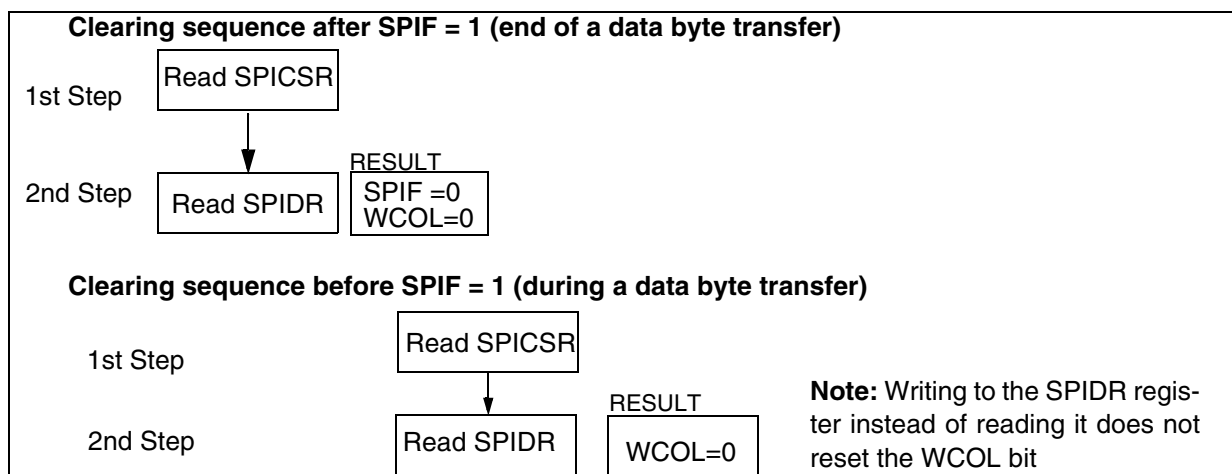 Clearing sequence after SPIF = 1 (end of a data byte transfer)
1st Step
Read SPICSR
2nd Step
Read SPIDR
RESULT
SPIF =0
WCOL=0
Clearing sequence before SPIF = 1 (during a data byte transfer)
1st Step
Read SPICSR
2nd Step
Read SPIDR
RESULT
WCOL=0
Note: Writing to the SPIDR regis-
ter instead of reading it does not
reset the WCOL bit